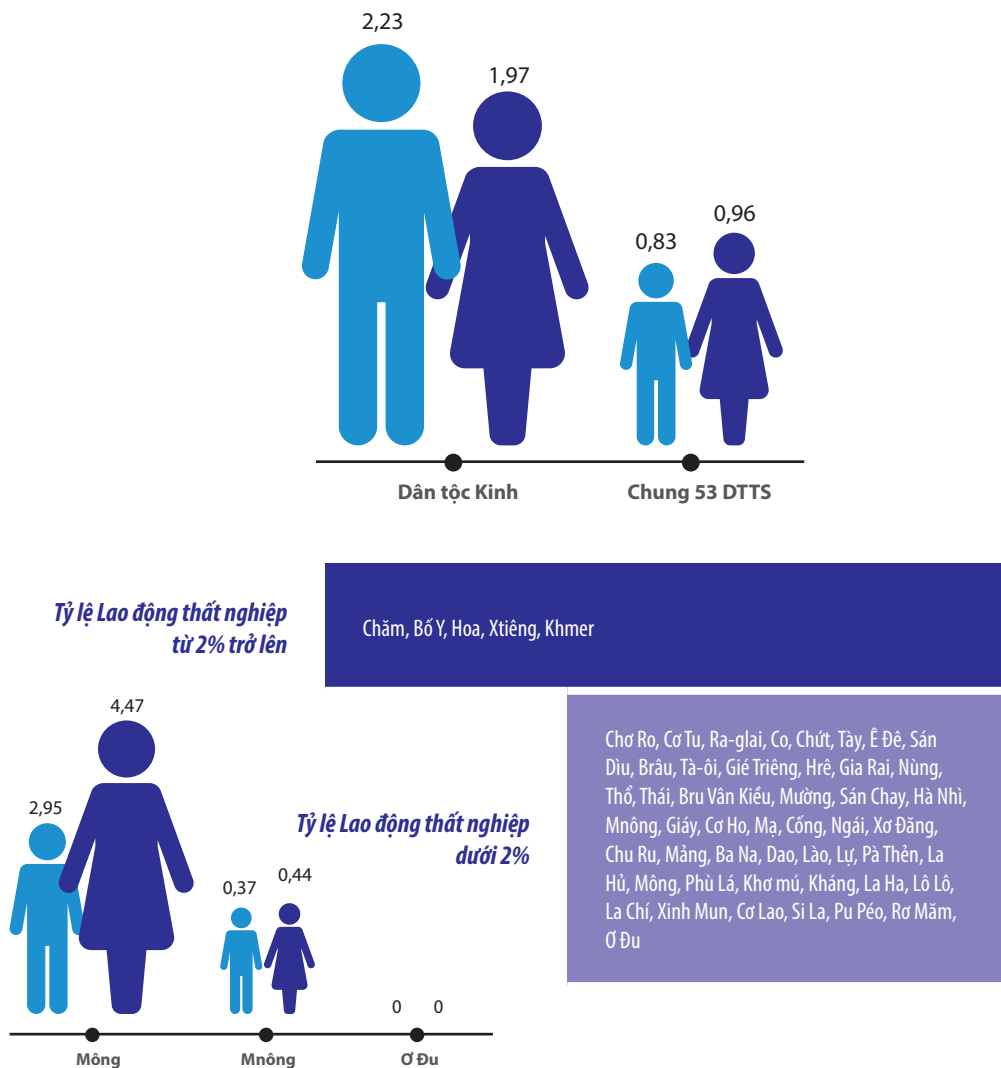 2,23
1,97
0,83
0,96
Dân tộc Kinh
Chung 53 DTTS
Tỷ lệ Lao động thất nghiệp
từ 2% trở lên
Chăm, Bố Y, Hoa, Xtiêng, Khmer
4,47
2,95
0,37
0,44
0
0
Mông
Mnông
Ơ Đu
Tỷ lệ Lao động thất nghiệp
dưới 2%
Chơ Ro, Cơ Tu, Ra-glai, Co, Chứt, Tày, Ê Đê, Sán
Dìu, Brâu, Tà-ôi, Gié Triêng, Hrê, Gia Rai, Nùng,
Thổ, Thái, Bru Vân Kiều, Mường, Sán Chay, Hà Nhì,
Mnông, Giáy, Cơ Ho, Mạ, Cống, Ngái, Xơ Đăng,
Chu Ru, Mảng, Ba Na, Dao, Lào, Lự, Pà Thẻn, La
Hủ, Mông, Phù Lá, Khơ mú, Kháng, La Ha, Lô Lô,
La Chí, Xinh Mun, Cơ Lao, Si La, Pu Péo, Rơ Măm,
Ơ Đu